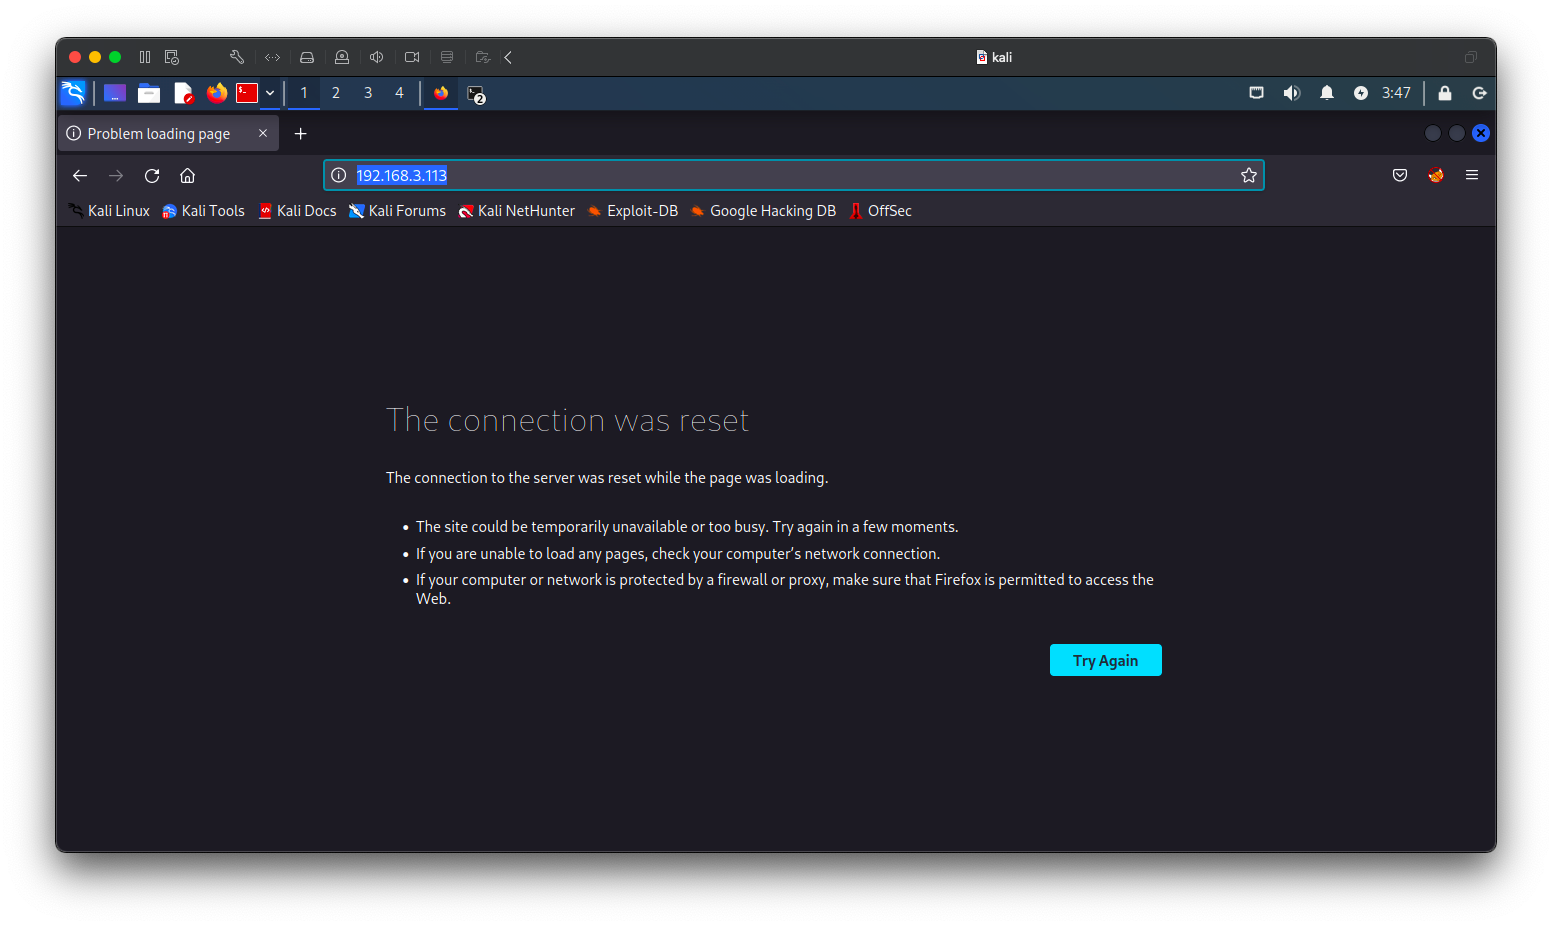 kali
1 2 3 4 2 3:47
Problem loading page
192.168.3.113
Kali Linux Kali Tools Kali Docs Kali Forums Kali NetHunter Exploit-DB Google Hacking DB OffSec
The connection was reset
The connection to the server was reset while the page was loading.
The site could be temporarily unavailable or too busy. Try again in a few moments.
If you are unable to load any pages, check your computer’s network connection.
If your computer or network is protected by a firewall or proxy, make sure that Firefox is permitted to access the
Web.
Try Again